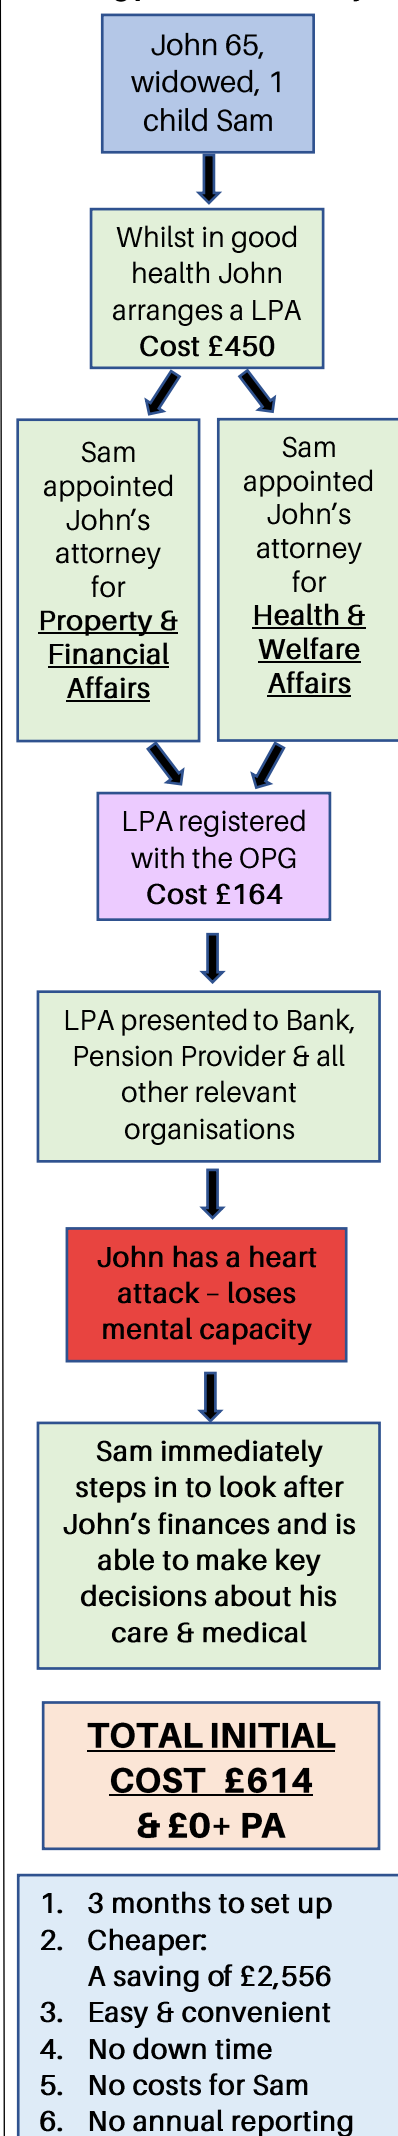 John 65,
widowed, 1
child Sam
Whilst in good
health John
arranges a LPA
Cost £450
Sam
appointed
John's
attorney
for
Property &
Financial
Affairs
Sam
appointed
John's
attorney
for
Health &
Welfare
Affairs
LPA registered
with the OPG
Cost £164
LPA presented to Bank,
Pension Provider & all
other relevant
organisations
John has a heart
attack – loses
mental capacity
Sam immediately
steps in to look after
John's finances and is
able to make key
decisions about his
care & medical
TOTAL INITIAL
COST £614
& £0+ PA
1. 3 months to set up
2. Cheaper:
A saving of £2,556
3. Easy & convenient
4. No down time
5. No costs for Sam
6. No annual reporting